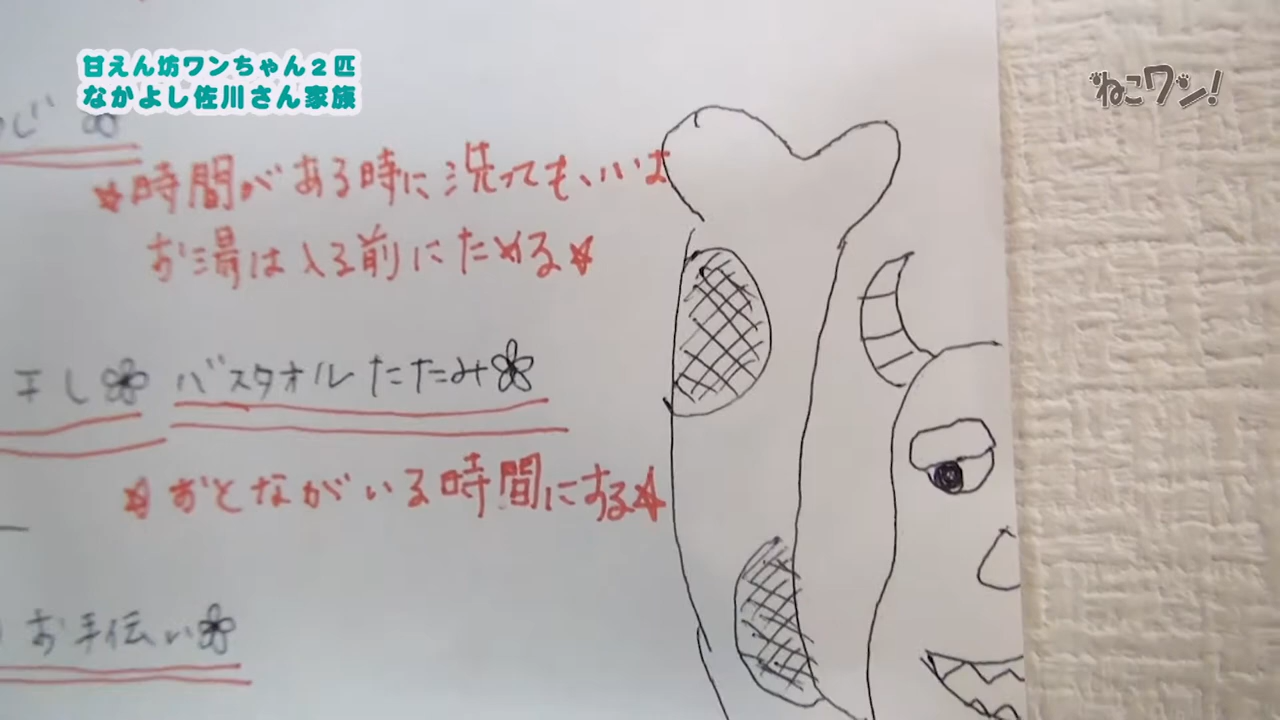 甘えん坊ワンちゃん2匹
なかよし佐川さん家族
ねこワン!
★時間がある時に洗ってもいいよ
お湯は入る前にためる★
干し バスタオルたたみ
★おとながいる時間にする★
お手伝い